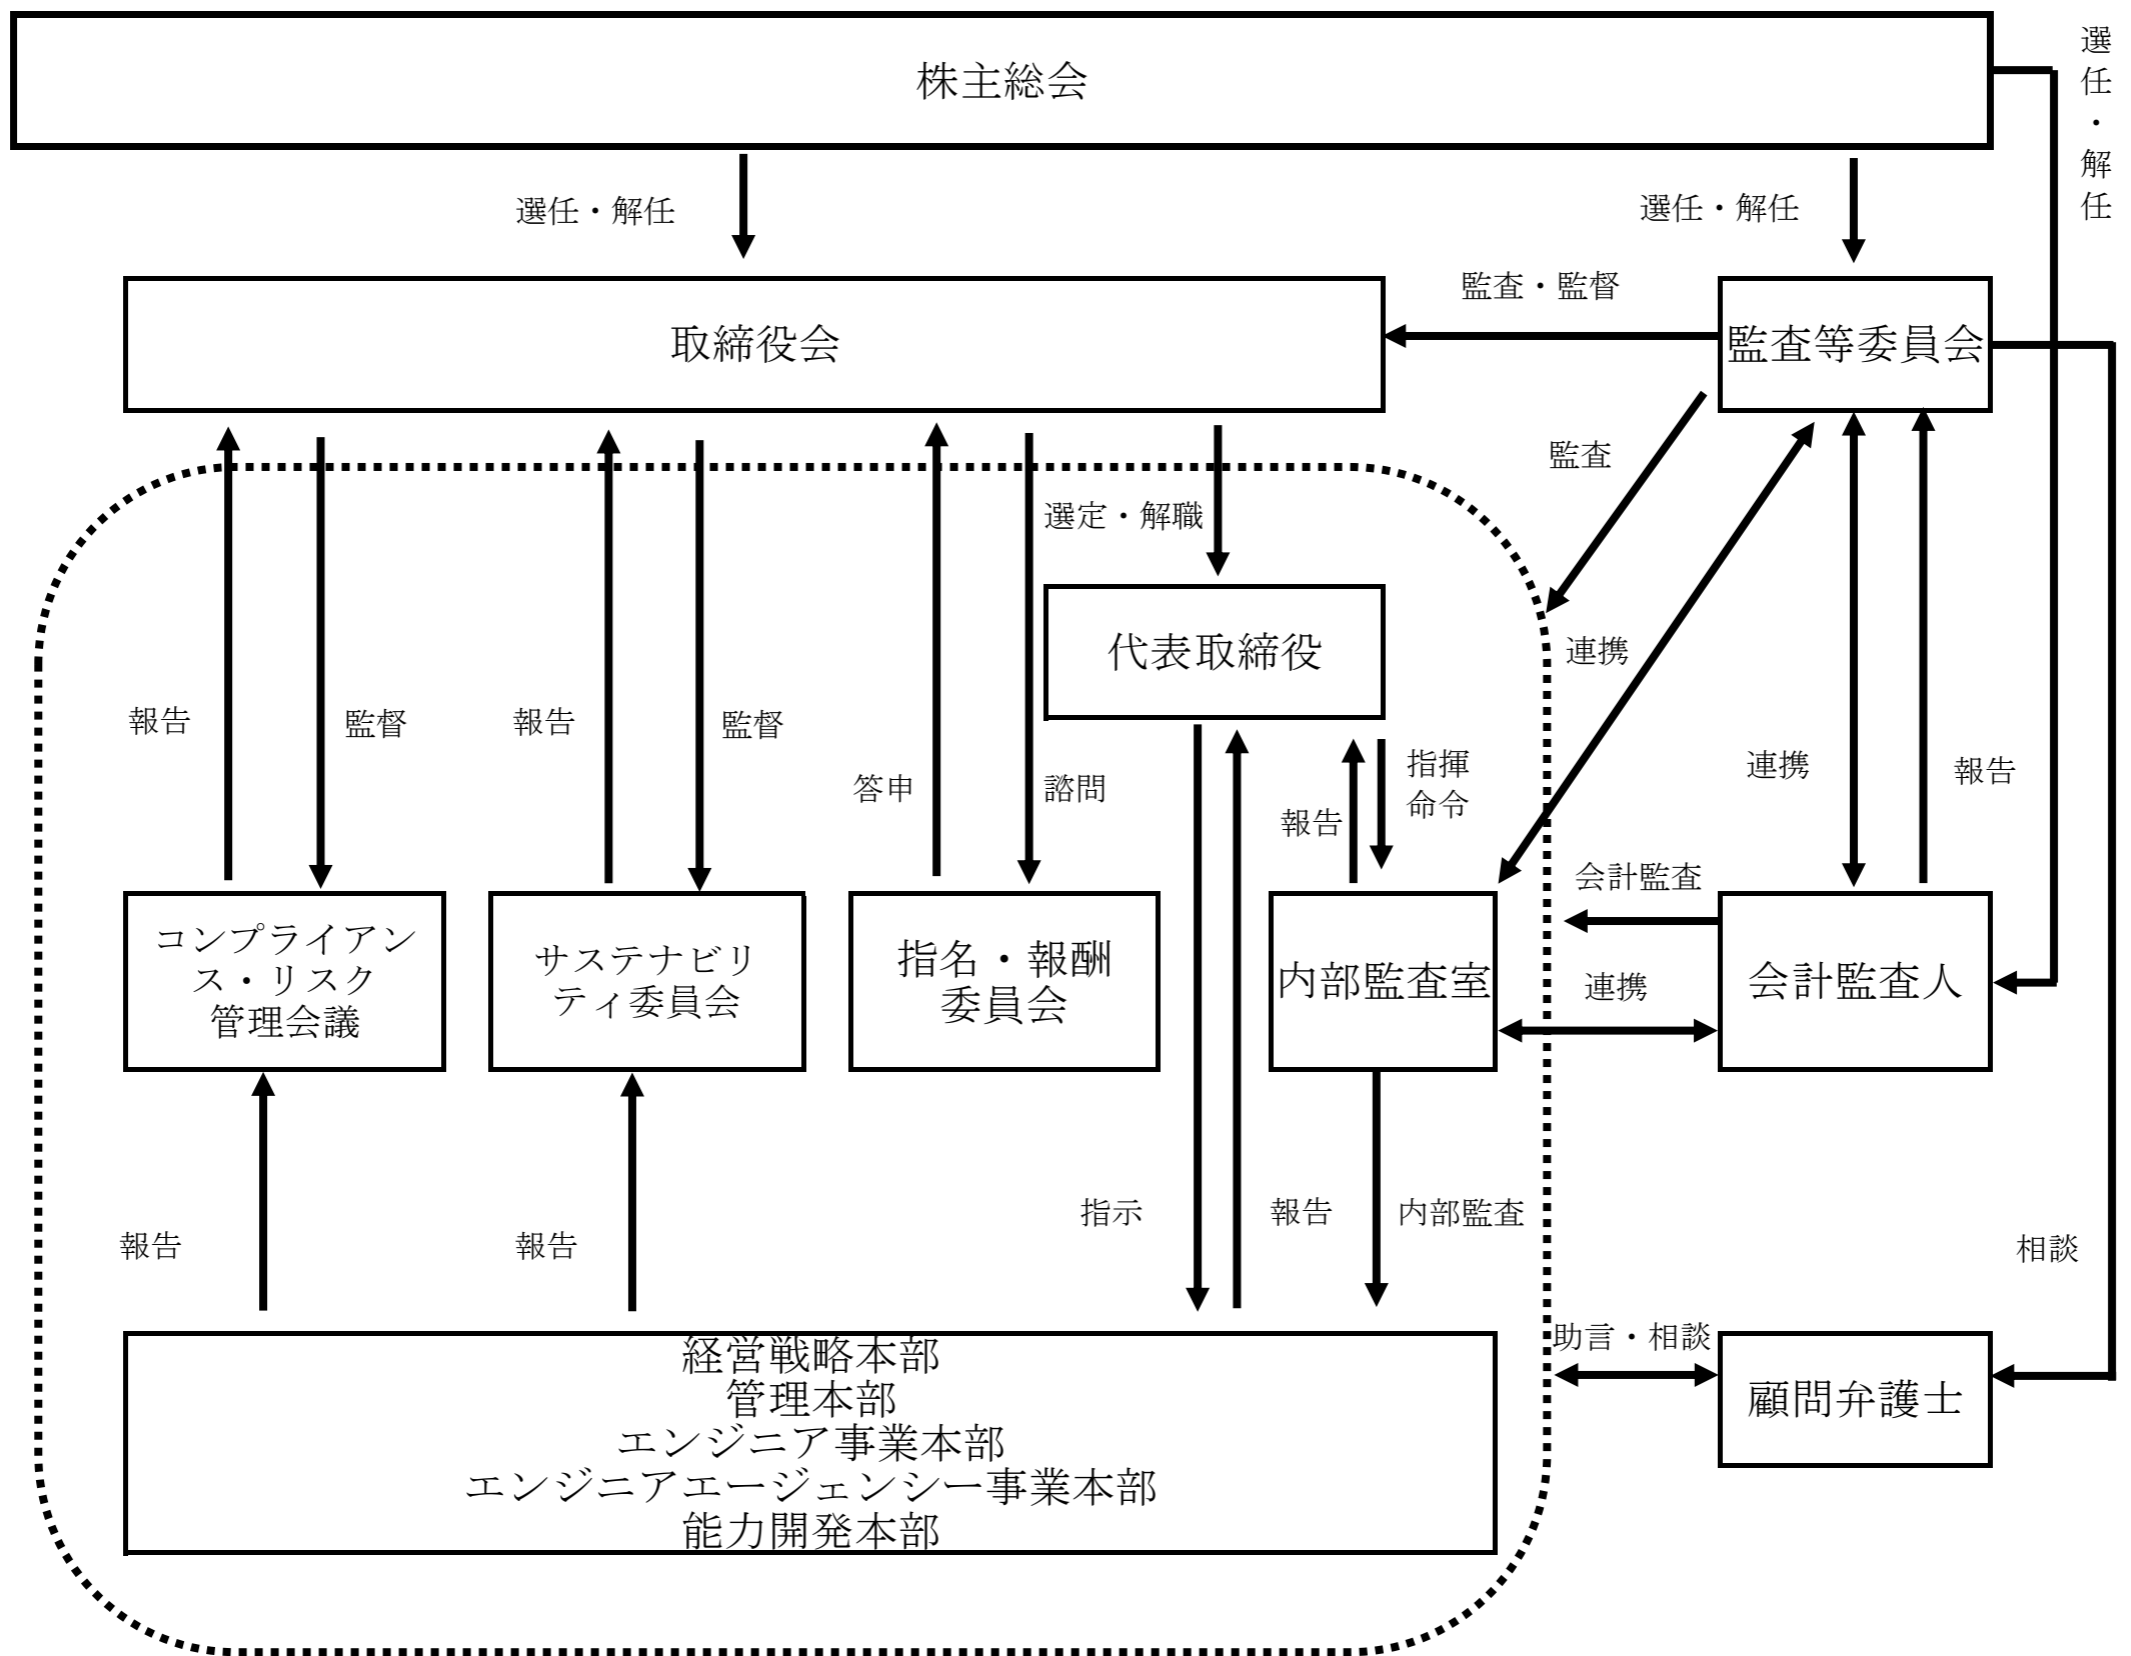 株主総会
選任・解任
選任・解任
選任・解任
監査・監督
取締役会
監査等委員会
監査
選定・解職
代表取締役
連携
報告
監督
報告
監督
答申
諮問
報告
指揮
命令
連携
報告
会計監査
連携
コンプライアン
ス・リスク
管理会議
サステナビリ
ティ委員会
指名・報酬
委員会
内部監査室
会計監査人
報告
報告
指示
報告
内部監査
相談
助言・相談
経営戦略本部
管理本部
エンジニア事業本部
エンジニアエージェンシー事業本部
能力開発本部
顧問弁護士